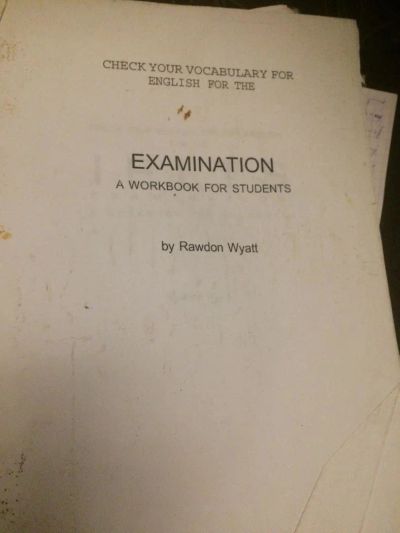 CHECK YOUR VOCABULARY FOR
ENGLISH FOR THE
EXAMINATION
A WORKBOOK FOR STUDENTS
by Rawdon Wyatt